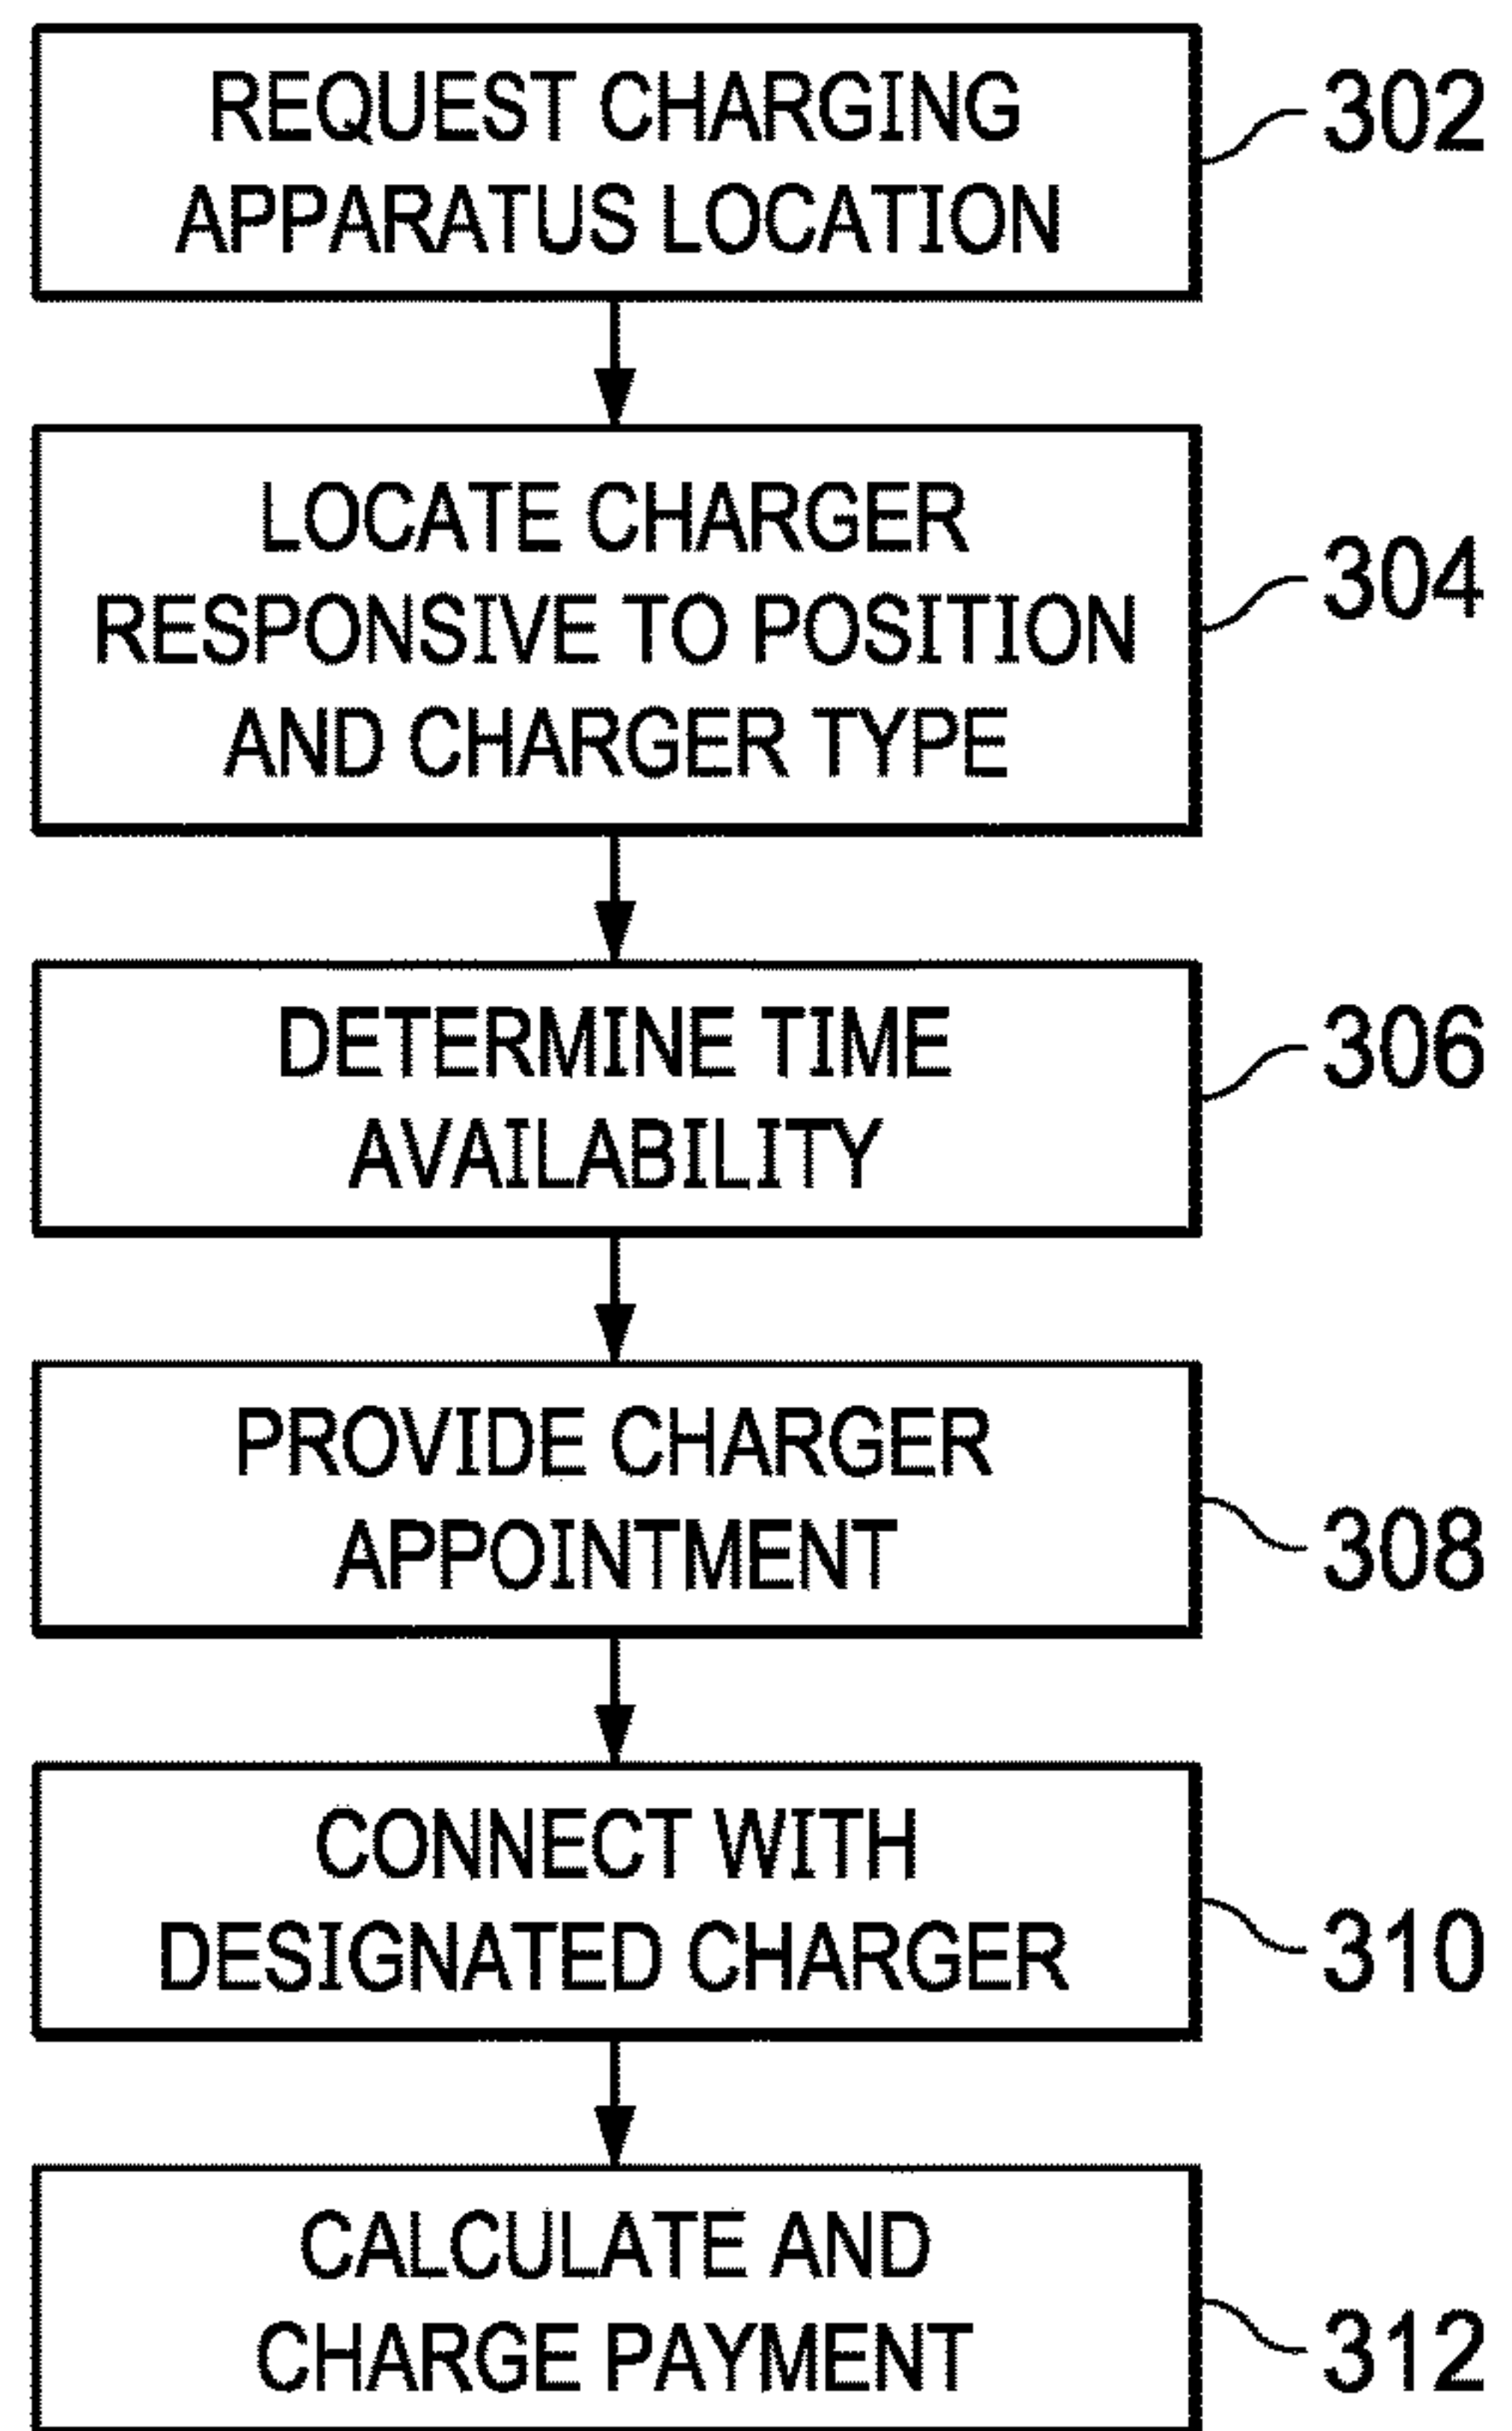 REQUEST CHARGING
APPARATUS LOCATION
302
LOCATE CHARGER
RESPONSIVE TO POSITION
AND CHARGER TYPE
304
DETERMINE TIME
AVAILABILITY
306
PROVIDE CHARGER
APPOINTMENT
308
CONNECT WITH
DESIGNATED CHARGER
310
CALCULATE AND
CHARGE PAYMENT
312